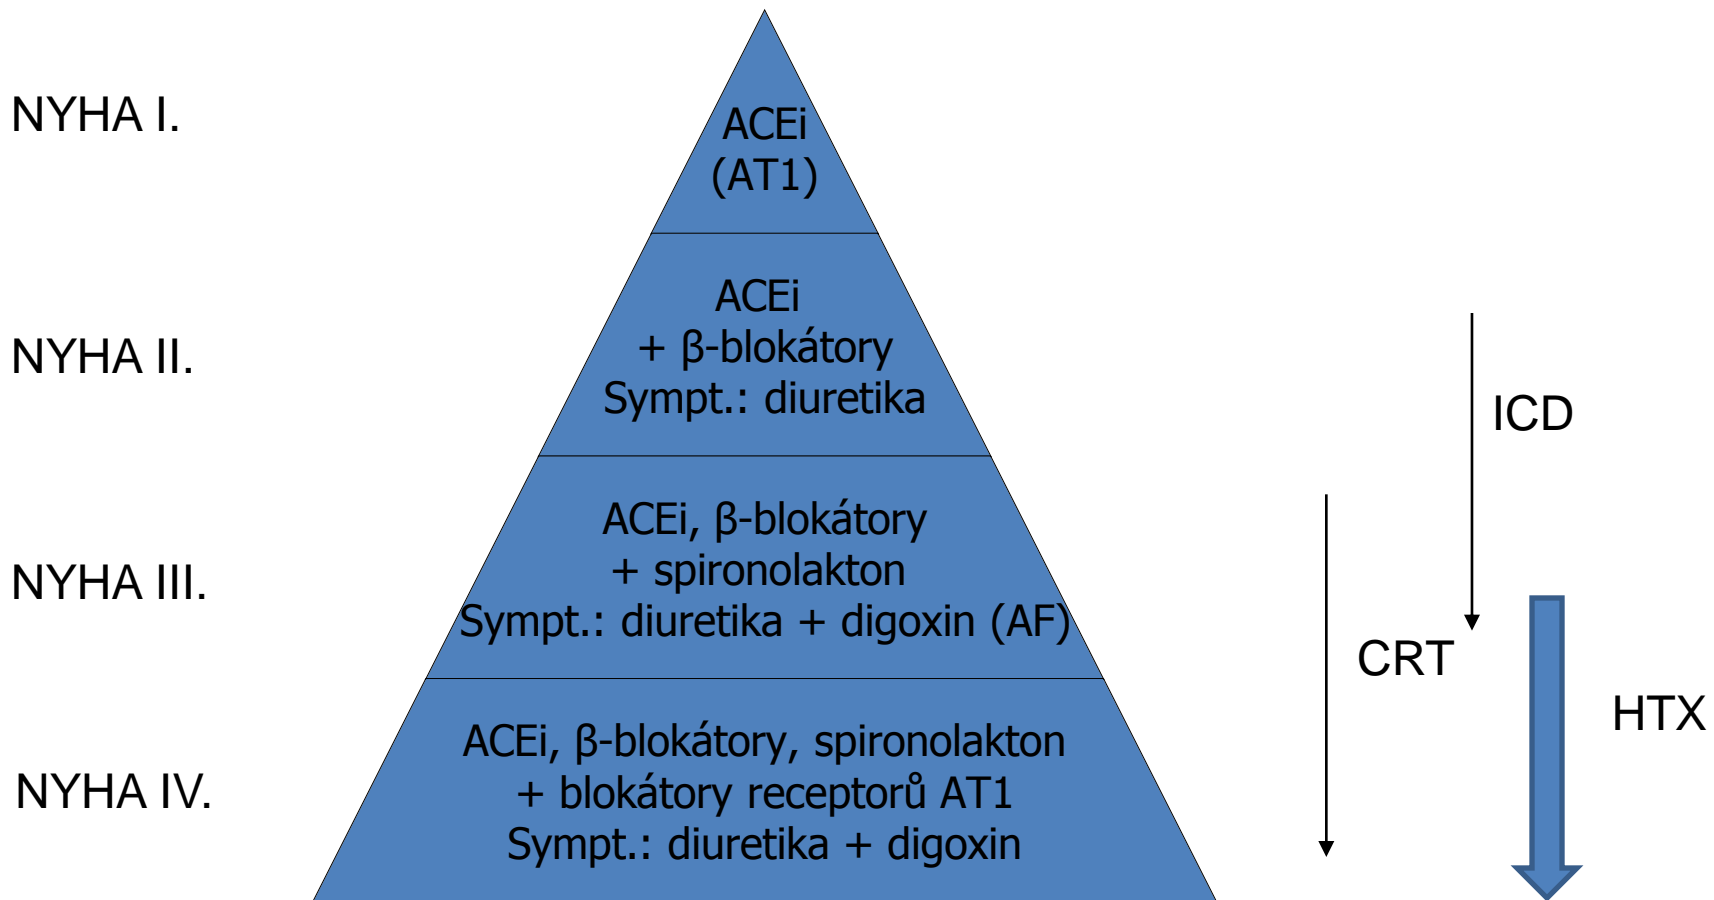 NYHA I.
ACEi
(AT1)
NYHA II.
ACEi
+ β-blokátory
Sympt.: diuretika
ICD
NYHA III.
ACEi, β-blokátory
+ spironolakton
Sympt.: diuretika + digoxin (AF)
CRT
HTX
NYHA IV.
ACEi, β-blokátory, spironolakton
+ blokátory receptorů AT1
Sympt.: diuretika + digoxin